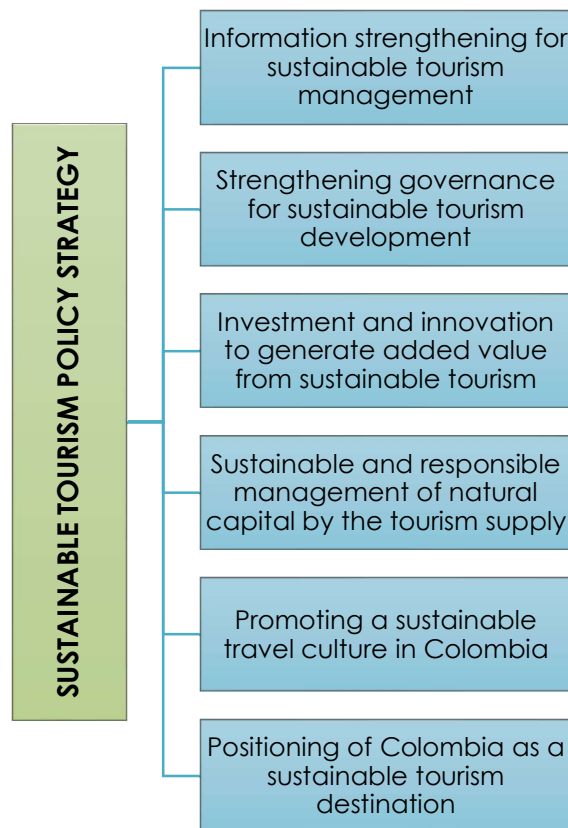 SUSTAINABLE TOURISM POLICY STRATEGY
Information strengthening for
sustainable tourism
management
Strengthening governance
for sustainable tourism
development
Investment and innovation
to generate added value
from sustainable tourism
Sustainable and responsible
management of natural
capital by the tourism supply
Promoting a sustainable
travel culture in Colombia
Positioning of Colombia as a
sustainable tourism
destination